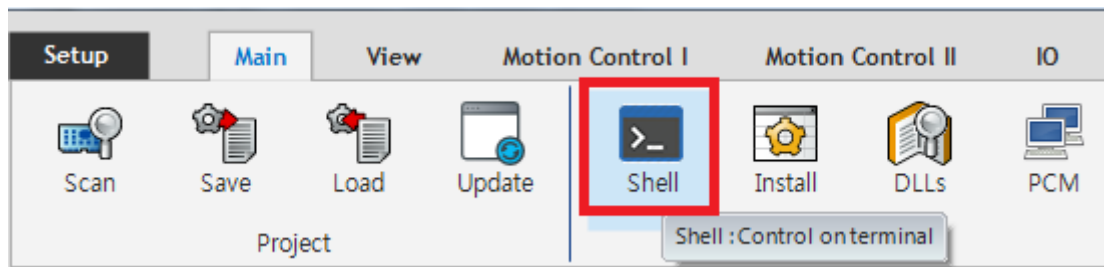 Setup Main View Motion Control I Motion Control II IO
Scan Save Load Update Shell Install DLLs PCM
Project
Shell : Control on terminal